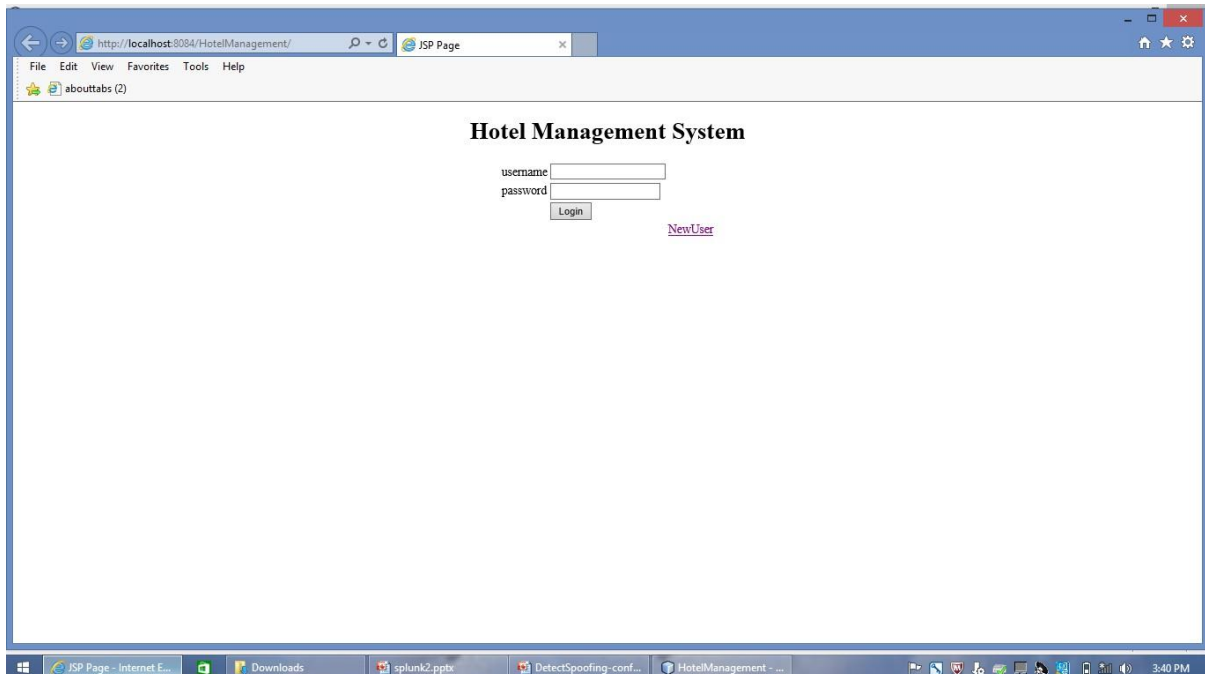 http://localhost:8084/HotelManagement/
JSP Page
File Edit View Favorites Tools Help
abouttabs (2)
Hotel Management System
username
password
Login
NewUser
JSP Page - Internet E...
Downloads
splunk2.pptx
DetectSpoofing-conf...
HotelManagement - ...
3:40 PM